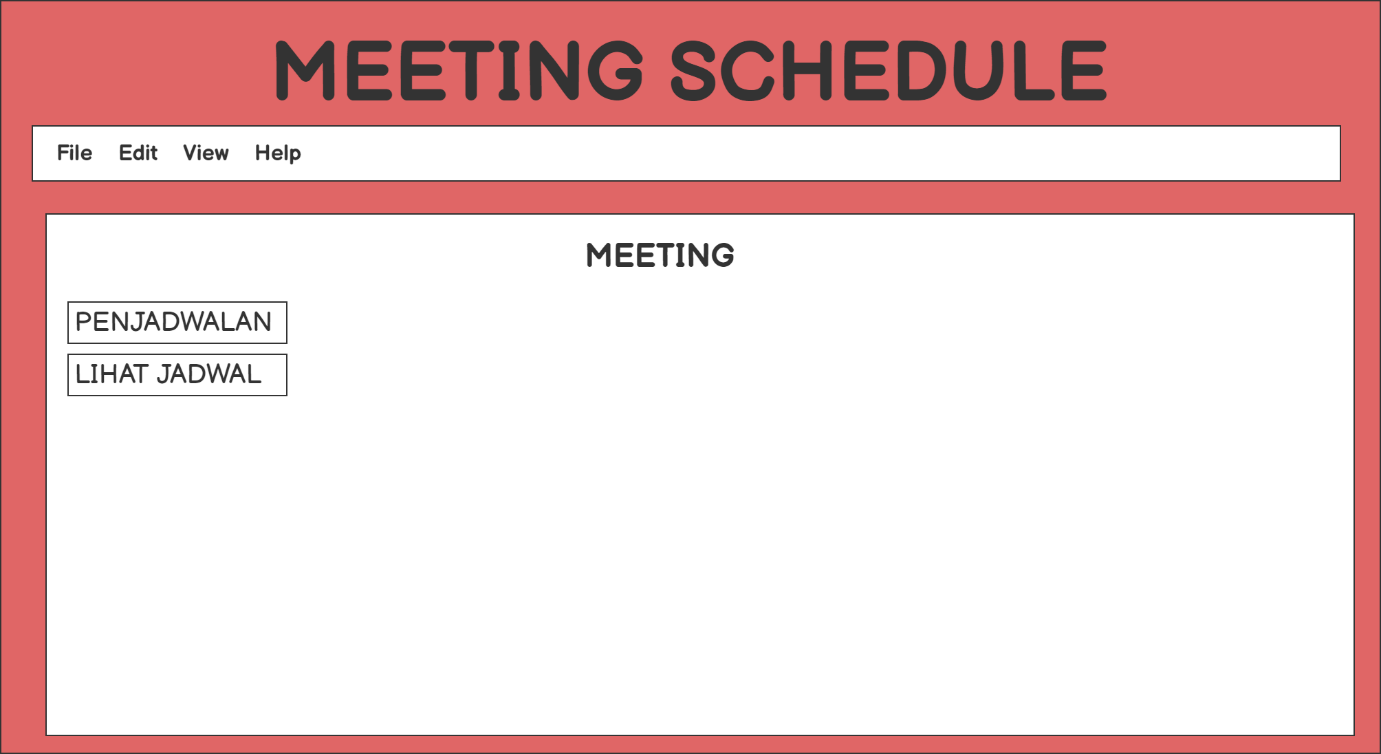 MEETING SCHEDULE
File Edit View Help
MEETING
PENJADWALAN
LIHAT JADWAL